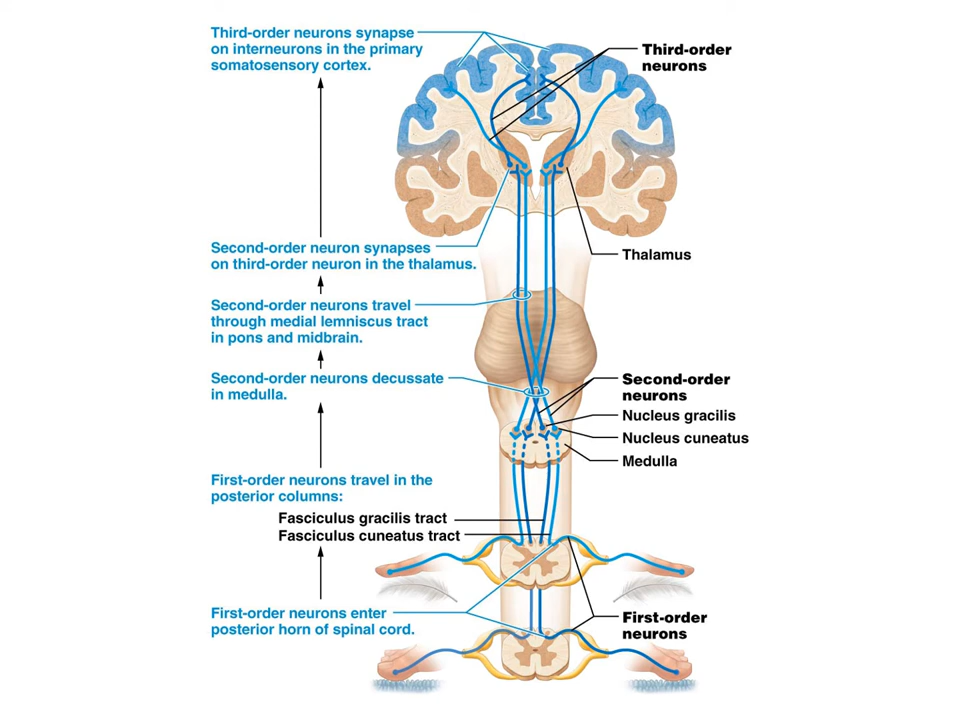 Third-order neurons synapse
on interneurons in the primary
somatosensory cortex.
Third-order
neurons
Second-order neuron synapses
on third-order neuron in the thalamus.
Thalamus
Second-order neurons travel
through medial lemniscus tract
in pons and midbrain.
Second-order neurons decussate
in medulla.
Second-order
neurons
Nucleus gracilis
Nucleus cuneatus
Medulla
First-order neurons travel in the
posterior columns:
Fasciculus gracilis tract
Fasciculus cuneatus tract
First-order neurons enter
posterior horn of spinal cord.
First-order
neurons